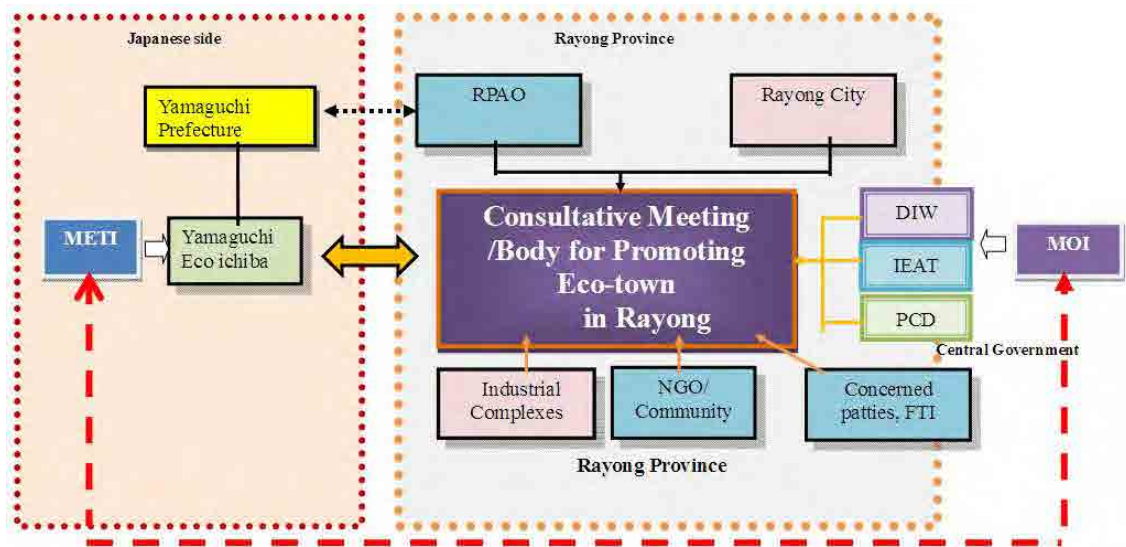 Japanese side
Rayong Province
Yamaguchi
Prefecture
RPAO
Rayong City
METI
Yamaguchi
Eco ichiba
Consultative Meeting
/Body for Promoting
Eco-town
in Rayong
DIW
IEAT
PCD
MOI
Central Government
Industrial
Complexes
NGO/
Community
Concerned
patties, FTI
Rayong Province